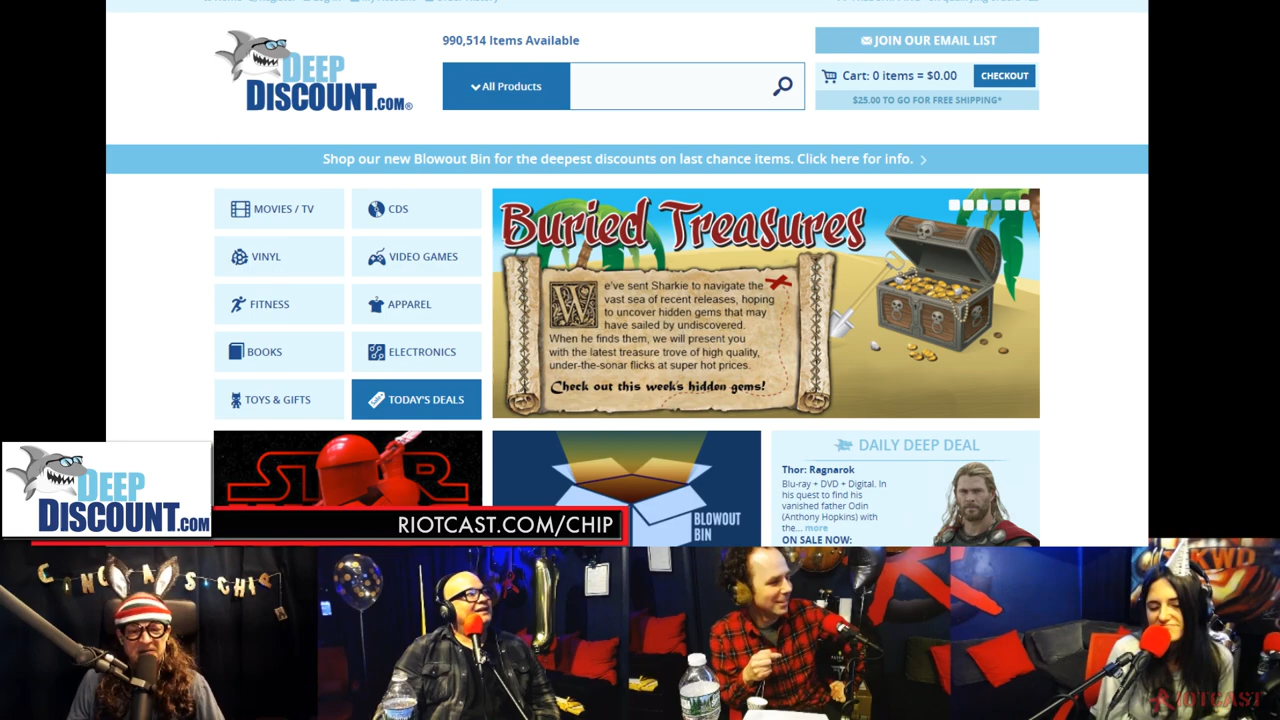 990,514 Items Available
JOIN OUR EMAIL LIST
DEEP
DISCOUNT.COM®
All Products
Cart: 0 items = $0.00
CHECKOUT
$25.00 TO GO FOR FREE SHIPPING*
Shop our new Blowout Bin for the deepest discounts on last chance items. Click here for info.
MOVIES / TV
CDS
VINYL
VIDEO GAMES
FITNESS
APPAREL
BOOKS
ELECTRONICS
TOYS & GIFTS
TODAY'S DEALS
Buried Treasures
We've sent Sharkie to navigate the
vast sea of recent releases, hoping
to uncover hidden gems that may
have sailed by undiscovered.
When he finds them, we will present you
with the latest treasure trove of high quality,
under-the-sonar flicks at super hot prices.
Check out this weeks hidden gems!
STAR
BLOWOUT
BIN
DAILY DEEP DEAL
Thor: Ragnarok
Blu-ray + DVD + Digital. In
his quest to find his
vanished father Odin
(Anthony Hopkins) with
the... more
ON SALE NOW:
DEEP
DISCOUNT.COM
RIOTCAST.COM/CHIP
KWD
RIOTCAST